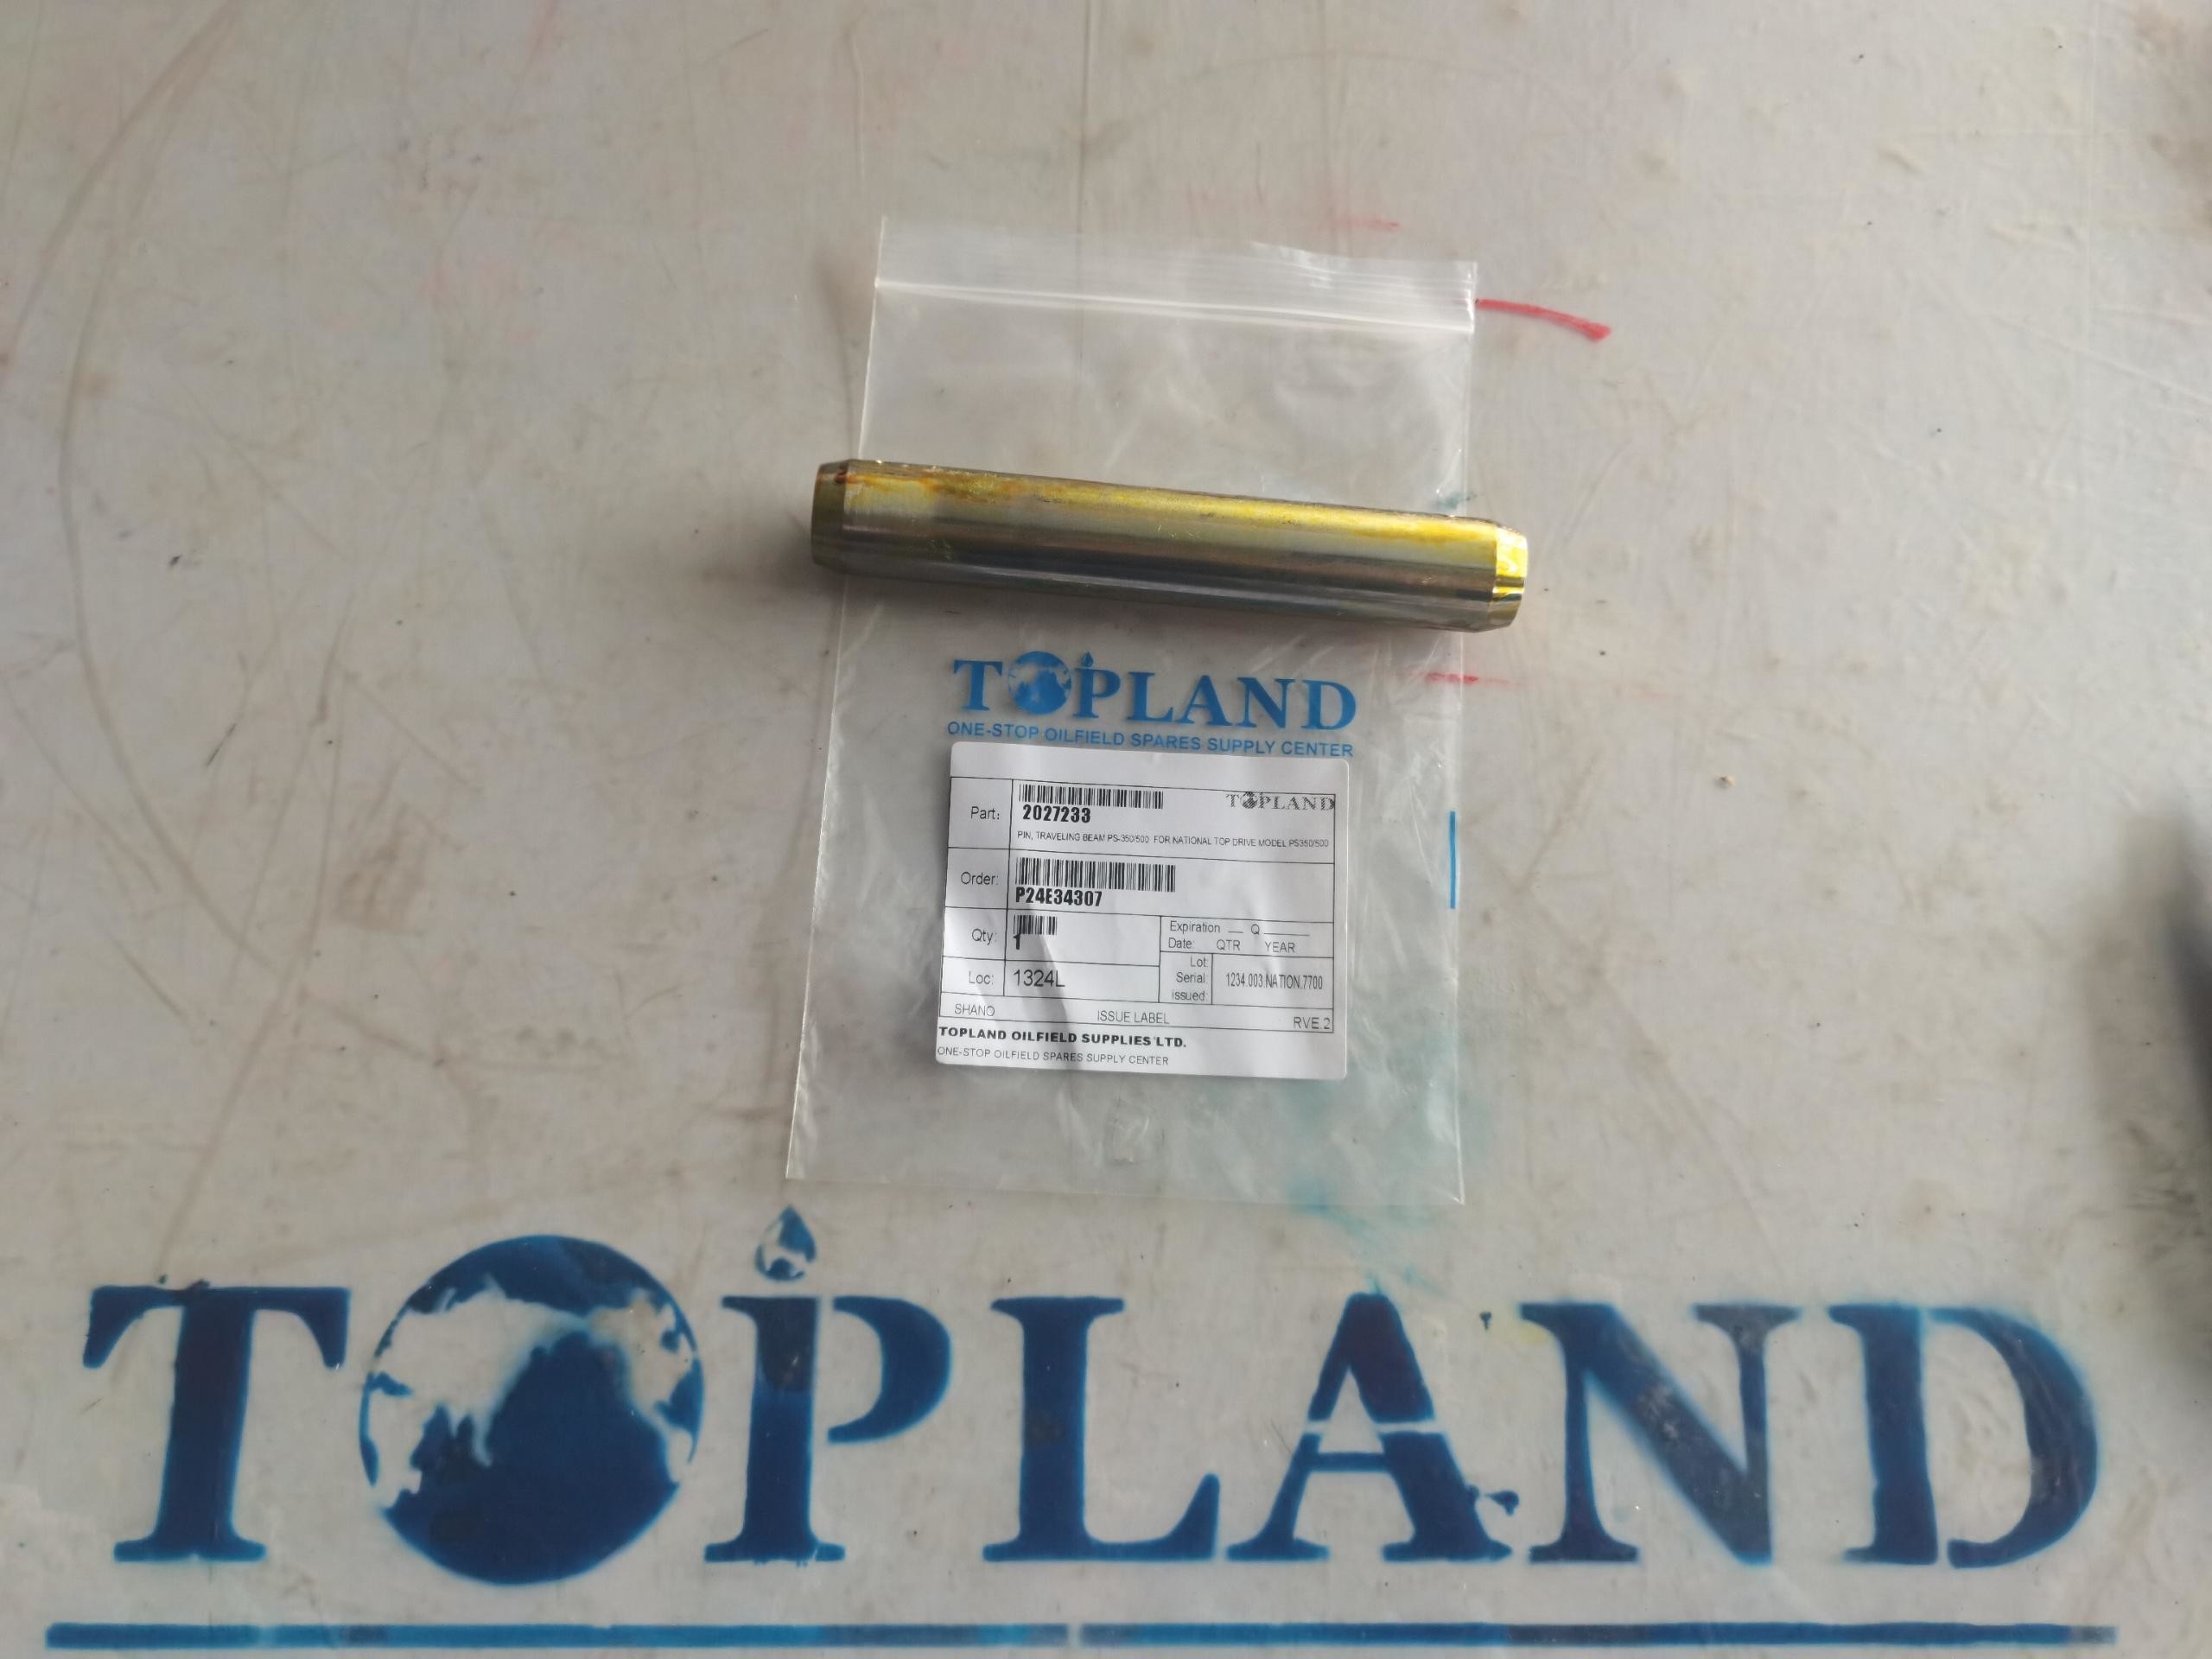 TOPLAND
ONE-STOP OILFIELD SPARES SUPPLY CENTER
TOPLAND
Part: 2027233
PIN, TRAVELING BEAM PS-350/500 FOR NATIONAL TOP DRIVE MODEL PS350/500
Order: P24E34307
Qty: 1
Expiration __ Q ____
Date: QTR YEAR
Loc: 1324L
Lot
Serial 1234.003.NATION.7700
issued:
SHANO ISSUE LABEL RVE 2
TOPLAND OILFIELD SUPPLIES LTD.
ONE-STOP OILFIELD SPARES SUPPLY CENTER
TOPLAND